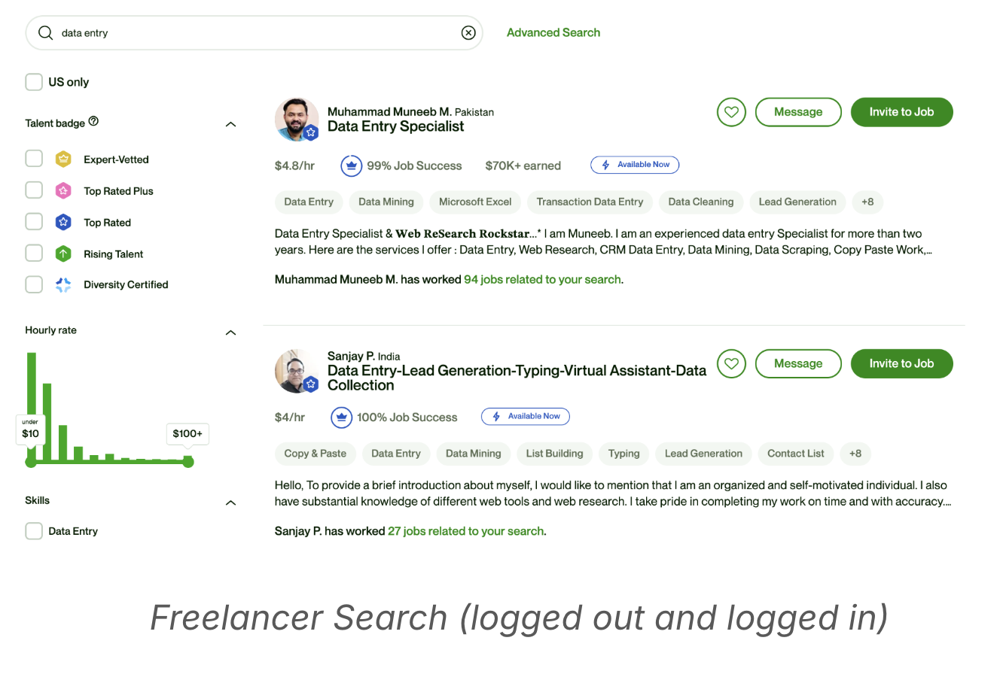 data entry
Advanced Search
US only
Talent badge ?
Expert-Vetted
Top Rated Plus
Top Rated
Rising Talent
Diversity Certified
Hourly rate
under
$10
$100+
Skills
Data Entry
Muhammad Muneeb M. Pakistan
Data Entry Specialist
Message
Invite to Job
$4.8/hr
99% Job Success
$70K+ earned
Available Now
Data Entry
Data Mining
Microsoft Excel
Transaction Data Entry
Data Cleaning
Lead Generation
+8
Data Entry Specialist & 𝐖𝐞𝐛 𝐑𝐞𝐒𝐞𝐚𝐫𝐜𝐡 𝐑𝐨𝐜𝐤𝐬𝐭𝐚𝐫...* I am Muneeb. I am an experienced data entry Specialist for more than two
years. Here are the services I offer : Data Entry, Web Research, CRM Data Entry, Data Mining, Data Scraping, Copy Paste Work,...
Muhammad Muneeb M. has worked 94 jobs related to your search.
Sanjay P. India
Data Entry-Lead Generation-Typing-Virtual Assistant-Data
Collection
Message
Invite to Job
$4/hr
100% Job Success
Available Now
Copy & Paste
Data Entry
Data Mining
List Building
Typing
Lead Generation
Contact List
+8
Hello, To provide a brief introduction about myself, I would like to mention that I am an organized and self-motivated individual. I also
have substantial knowledge of different web tools and web research. I take pride in completing my work on time and with accuracy....
Sanjay P. has worked 27 jobs related to your search.
Freelancer Search (logged out and logged in)